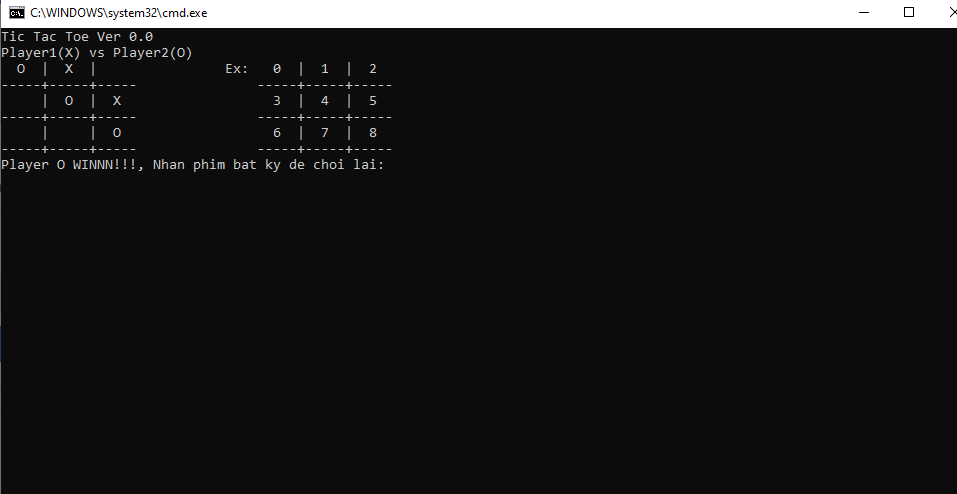 C:\WINDOWS\system32\cmd.exe
Tic Tac Toe Ver 0.0
Player1(X) vs Player2(O)
  O  |  X  |                Ex:   0  |  1  |  2
-----+-----+-----               -----+-----+-----
     |  O  |  X                   3  |  4  |  5
-----+-----+-----               -----+-----+-----
     |     |  O                   6  |  7  |  8
-----+-----+-----               -----+-----+-----
Player O WINNN!!!, Nhan phim bat ky de choi lai: